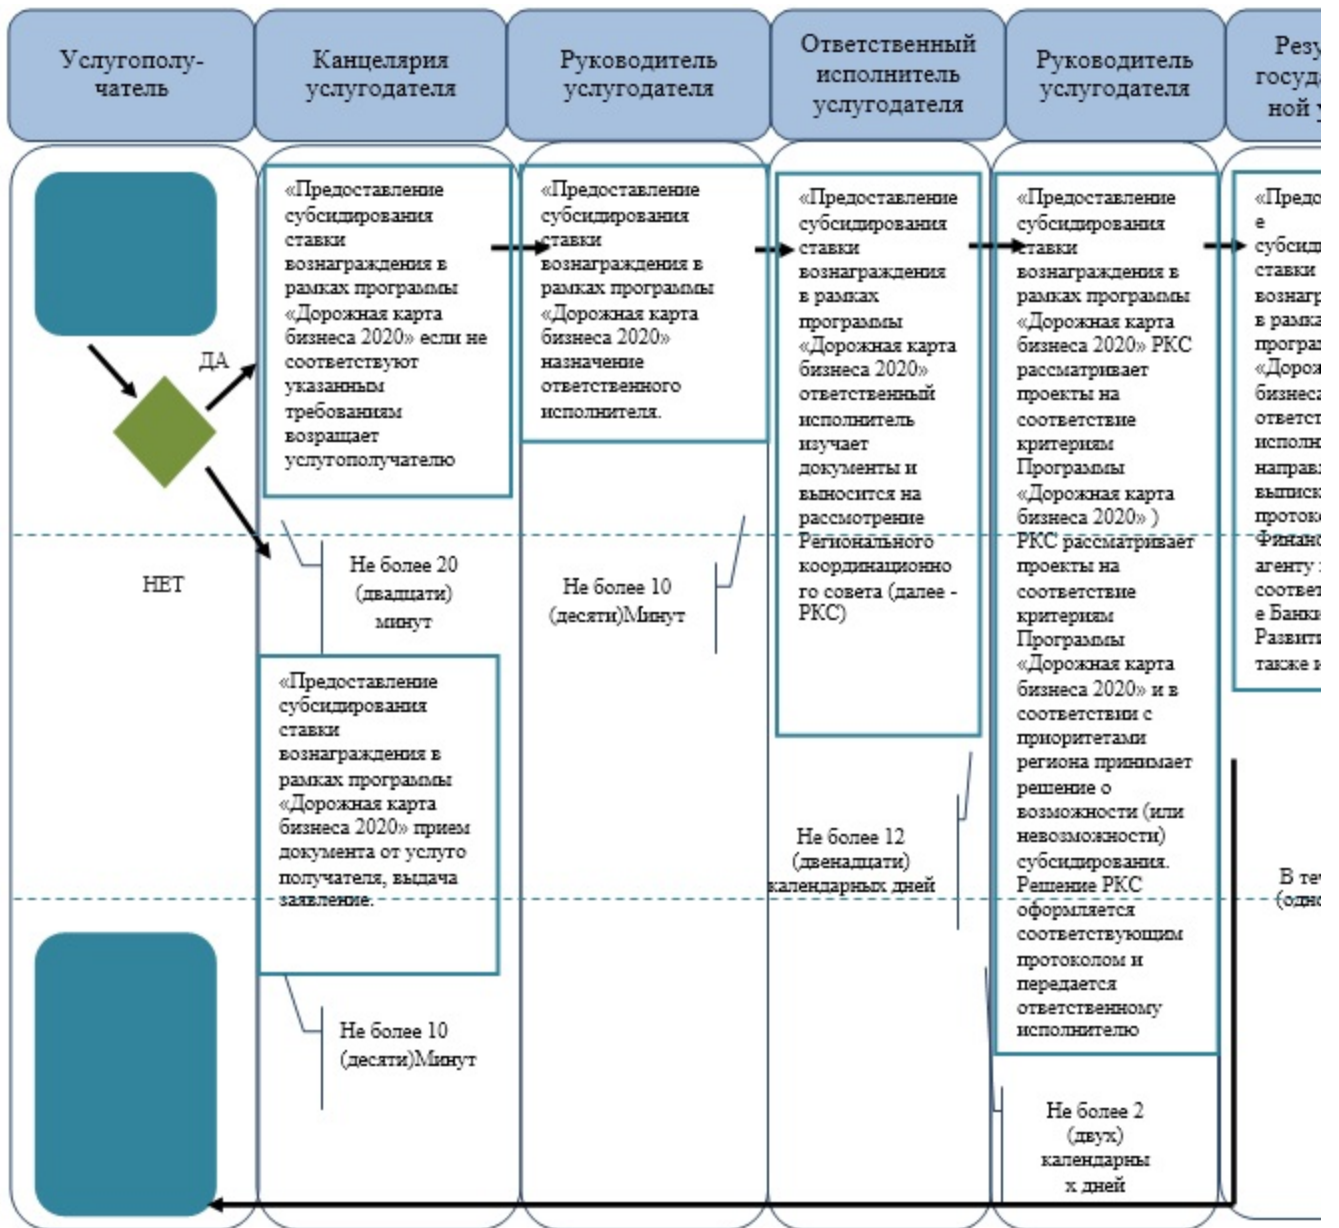 Услугополу-
чатель
Канцелярия
услугодателя
Руководитель
услугодателя
Ответственный
исполнитель
услугодателя
Руководитель
услугодателя
ДА
НЕТ
«Предоставление
субсидирования
ставки
вознаграждения в
рамках программы
«Дорожная карта
бизнеса 2020» если не
соответствуют
указанным
требованиям
возращает
услугополучателю
Не более 20
(двадцати)
минут
«Предоставление
субсидирования
ставки
вознаграждения в
рамках программы
«Дорожная карта
бизнеса 2020» прием
документа от услуго
получателя, выдача
заявление.
Не более 10
(десяти)Минут
«Предоставление
субсидирования
ставки
вознаграждения в
рамках программы
«Дорожная карта
бизнеса 2020»
назначение
ответственного
исполнителя.
Не более 10
(десяти)Минут
«Предоставление
субсидирования
ставки
вознаграждения
в рамках
программы
«Дорожная карта
бизнеса 2020»
ответственный
исполнитель
изучает
документы и
выносится на
рассмотрение
Регионального
координационно
го совета (далее -
РКС)
Не более 12
(двенадцати)
календарных дней
«Предоставление
субсидирования
ставки
вознаграждения в
рамках программы
«Дорожная карта
бизнеса 2020» РКС
рассматривает
проекты на
соответствие
критериям
Программы
«Дорожная карта
бизнеса 2020» )
РКС рассматривает
проекты на
соответствие
критериям
Программы
«Дорожная карта
бизнеса 2020» и в
соответствии с
приоритетами
региона принимает
решение о
возможности (или
невозможности)
субсидирования.
Решение РКС
оформляется
соответствующим
протоколом и
передается
ответственному
исполнителю
Не более 2
(двух)
календарны
х дней
ной
е
ставки
в
агенту
е Банки
также
В